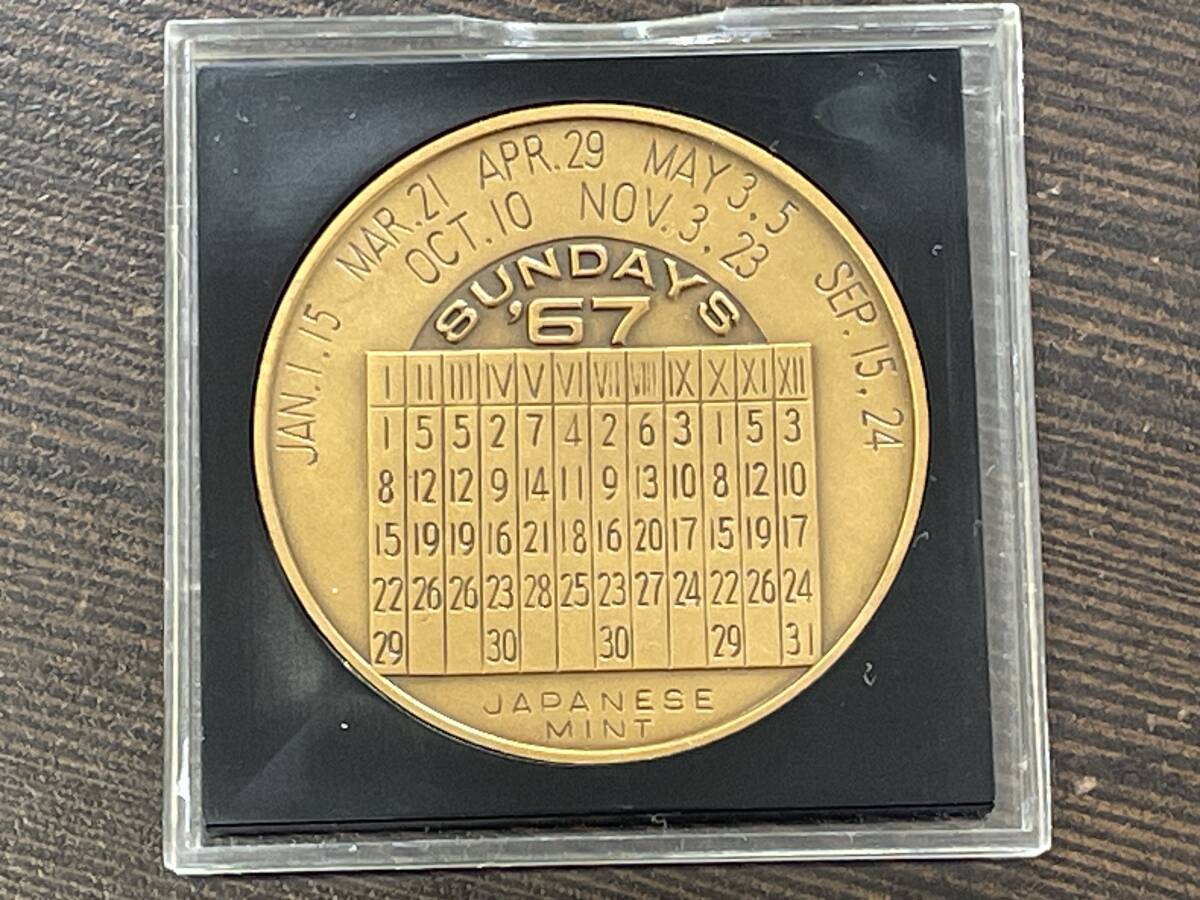 JAN. 1. 15 MAR. 21 APR. 29 MAY 3. 5 SEP. 15. 24
OCT. 10 NOV. 3. 23
SUNDAYS
'67
I II III IV V VI VII VIII IX X XI XII
1 5 5 2 7 4 2 6 3 1 5 3
8 12 12 9 14 11 9 13 10 8 12 10
15 19 19 16 21 18 16 20 17 15 19 17
22 26 26 23 28 25 23 27 24 22 26 24
29 30 30 29 31
JAPANESE
MINT